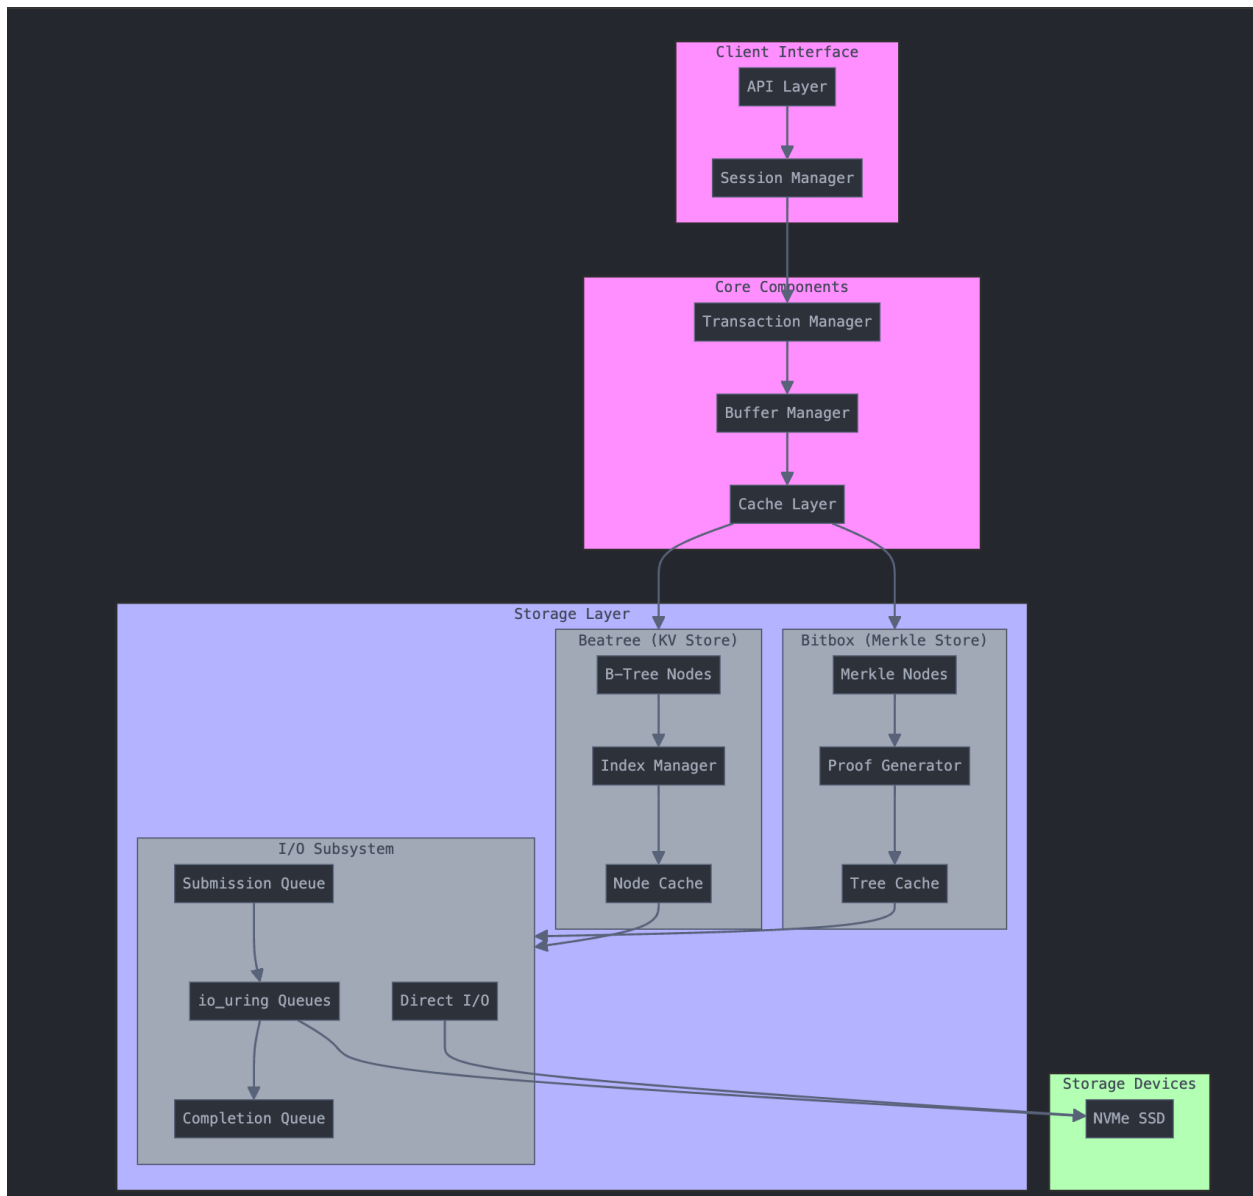 Client Interface
API Layer
Session Manager
Core Components
Transaction Manager
Buffer Manager
Cache Layer
Storage Layer
Beatree (KV Store)
B-Tree Nodes
Index Manager
Node Cache
Bitbox (Merkle Store)
Merkle Nodes
Proof Generator
Tree Cache
I/O Subsystem
Submission Queue
io_uring Queues
Direct I/O
Completion Queue
Storage Devices
NVMe SSD